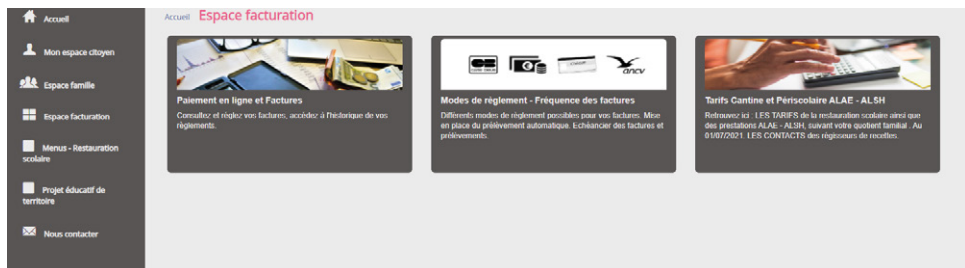 Accueil
Mon espace citoyen
Espace famille
Espace facturation
Menus - Restauration
scolaire
Projet éducatif de
territoire
Nous contacter
Accueil Espace facturation
Paiement en ligne et Factures
Consultez et réglez vos factures, accédez à l'historique de vos
règlements.
ancv
Modes de réglement - Fréquence des factures
Différents modes de règlement possibles pour vos factures. Mise
en place du prélèvement automatique. Echéancier des factures et
prélèvements.
Tarifs Cantine et Périscolaire ALAE - ALSH
Retrouvez ici : LES TARIFS de la restauration scolaire ainsi que
des prestations ALAE - ALSH, suivant votre quotient familial . Au
01/07/2021. LES CONTACTS des régisseurs de recettes.